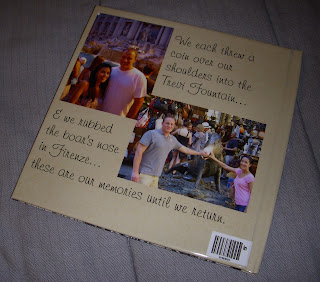 We each threw a
coin over our
shoulders into the
Trevi Fountain...
& we rubbed
the boar's nose
in Firenze...
these are our memories until we return.